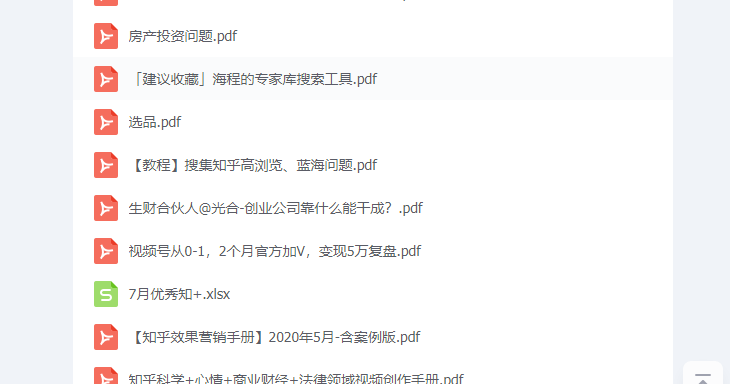 房产投资问题.pdf
「建议收藏」海程的专家库搜索工具.pdf
选品.pdf
【教程】搜集知乎高浏览、蓝海问题.pdf
生财合伙人@光合-创业公司靠什么能干成？.pdf
视频号从0-1，2个月官方加V，变现5万复盘.pdf
7月优秀知+.xlsx
【知乎效果营销手册】2020年5月-含案例版.pdf
知乎科学+心情+商业财经+法律领域视频创作手册.pdf